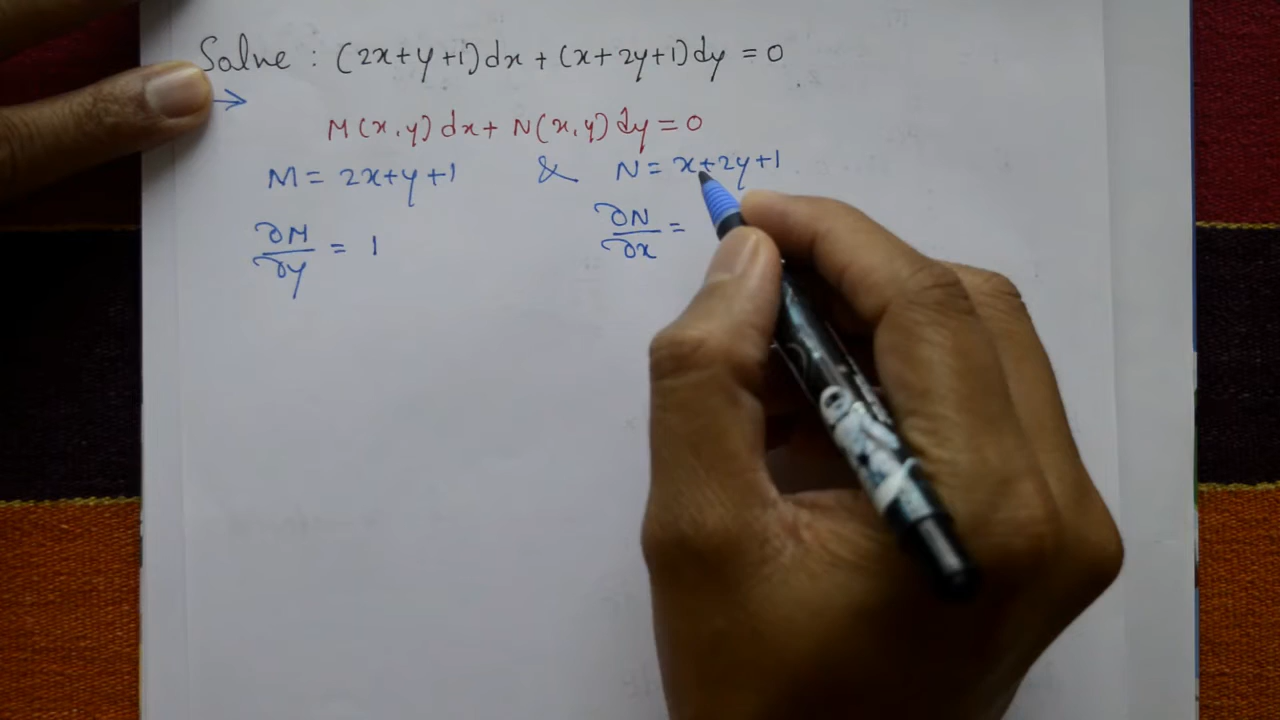 Solve : (2x+y+1)dx + (x+2y+1)dy = 0
→ M(x,y)dx + N(x,y)dy = 0
M = 2x+y+1 & N = x+2y+1
∂M/∂y = 1 ∂N/∂x =